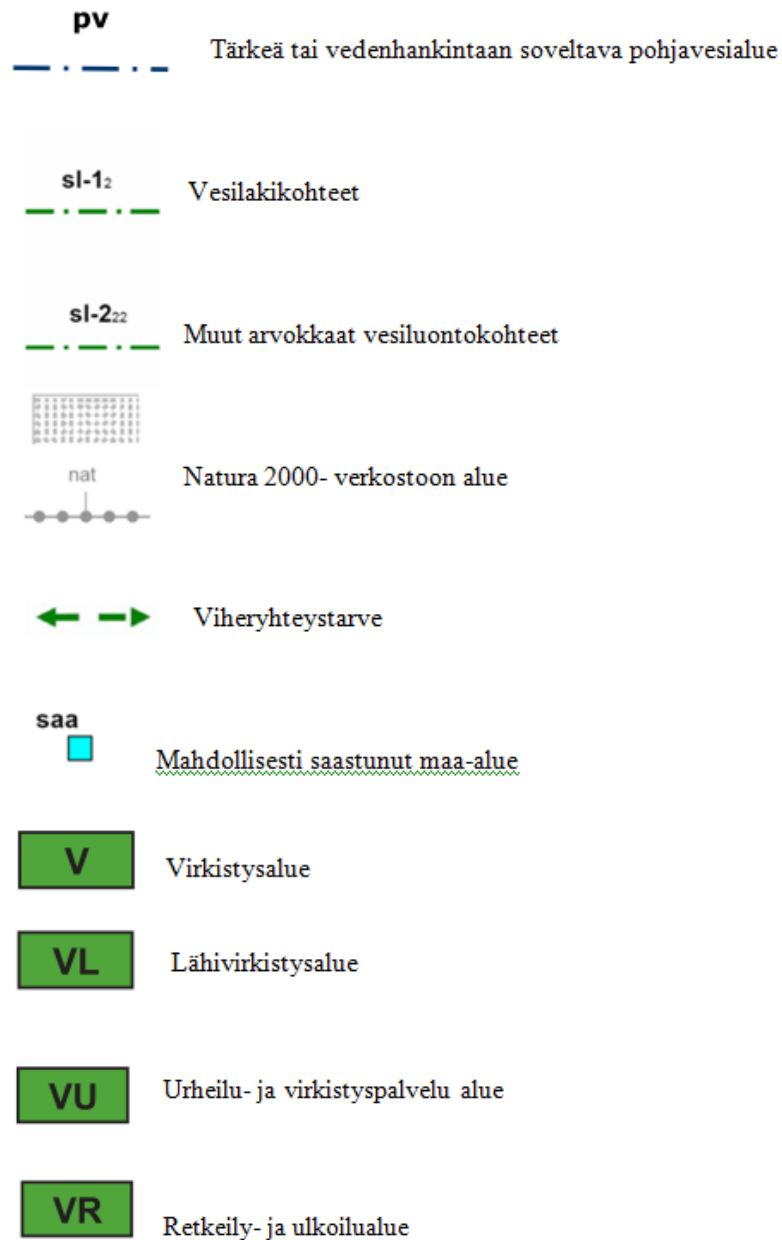 pv
Tärkeä tai vedenhankintaan soveltava pohjavesialue
sl-1₂
Vesilakikohteet
sl-2₂₂
Muut arvokkaat vesiluontokohteet
nat
Natura 2000- verkostoon alue
Viheryhteystarve
saa
Mahdollisesti saastunut maa-alue
V
Virkistysalue
VL
Lähivirkistysalue
VU
Urheilu- ja virkistyspalvelu alue
VR
Retkeily- ja ulkoilualue